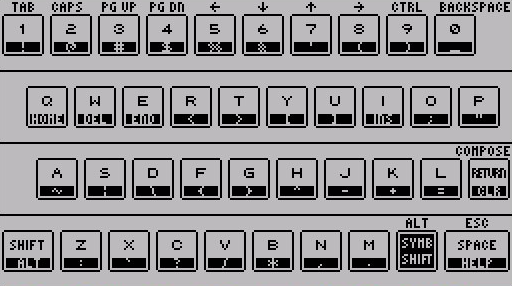 TAB CAPS PG UP PG DN ← ↓ ↑ → CTRL BACKSPACE
1 2 3 4 5 6 7 8 9 0
! @ # $ % & ' ( ) _
Q W E R T Y U I O P
HOME DEL END < > [ ] INS ; "
COMPOSE
A S D F G H J K L RETURN
~ ¦ \ { } ^ - + = CLR
ALT ESC
SHIFT Z X C V B N M SYMB SHIFT SPACE
ALT : ` ? / * , . HELP